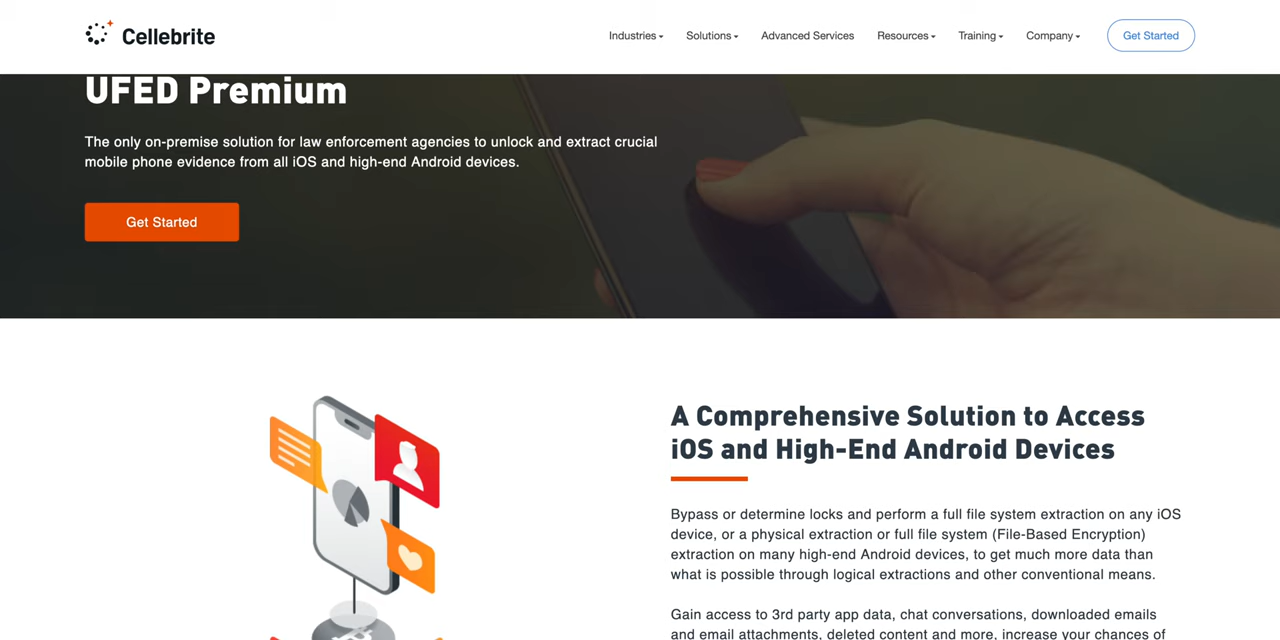 Cellebrite
Industries Solutions Advanced Services Resources Training Company Get Started
UFED Premium
The only on-premise solution for law enforcement agencies to unlock and extract crucial
mobile phone evidence from all iOS and high-end Android devices.
Get Started
A Comprehensive Solution to Access
iOS and High-End Android Devices
Bypass or determine locks and perform a full file system extraction on any iOS
device, or a physical extraction or full file system (File-Based Encryption)
extraction on many high-end Android devices, to get much more data than
what is possible through logical extractions and other conventional means.
Gain access to 3rd party app data, chat conversations, downloaded emails
and email attachments, deleted content and more, increase your chances of